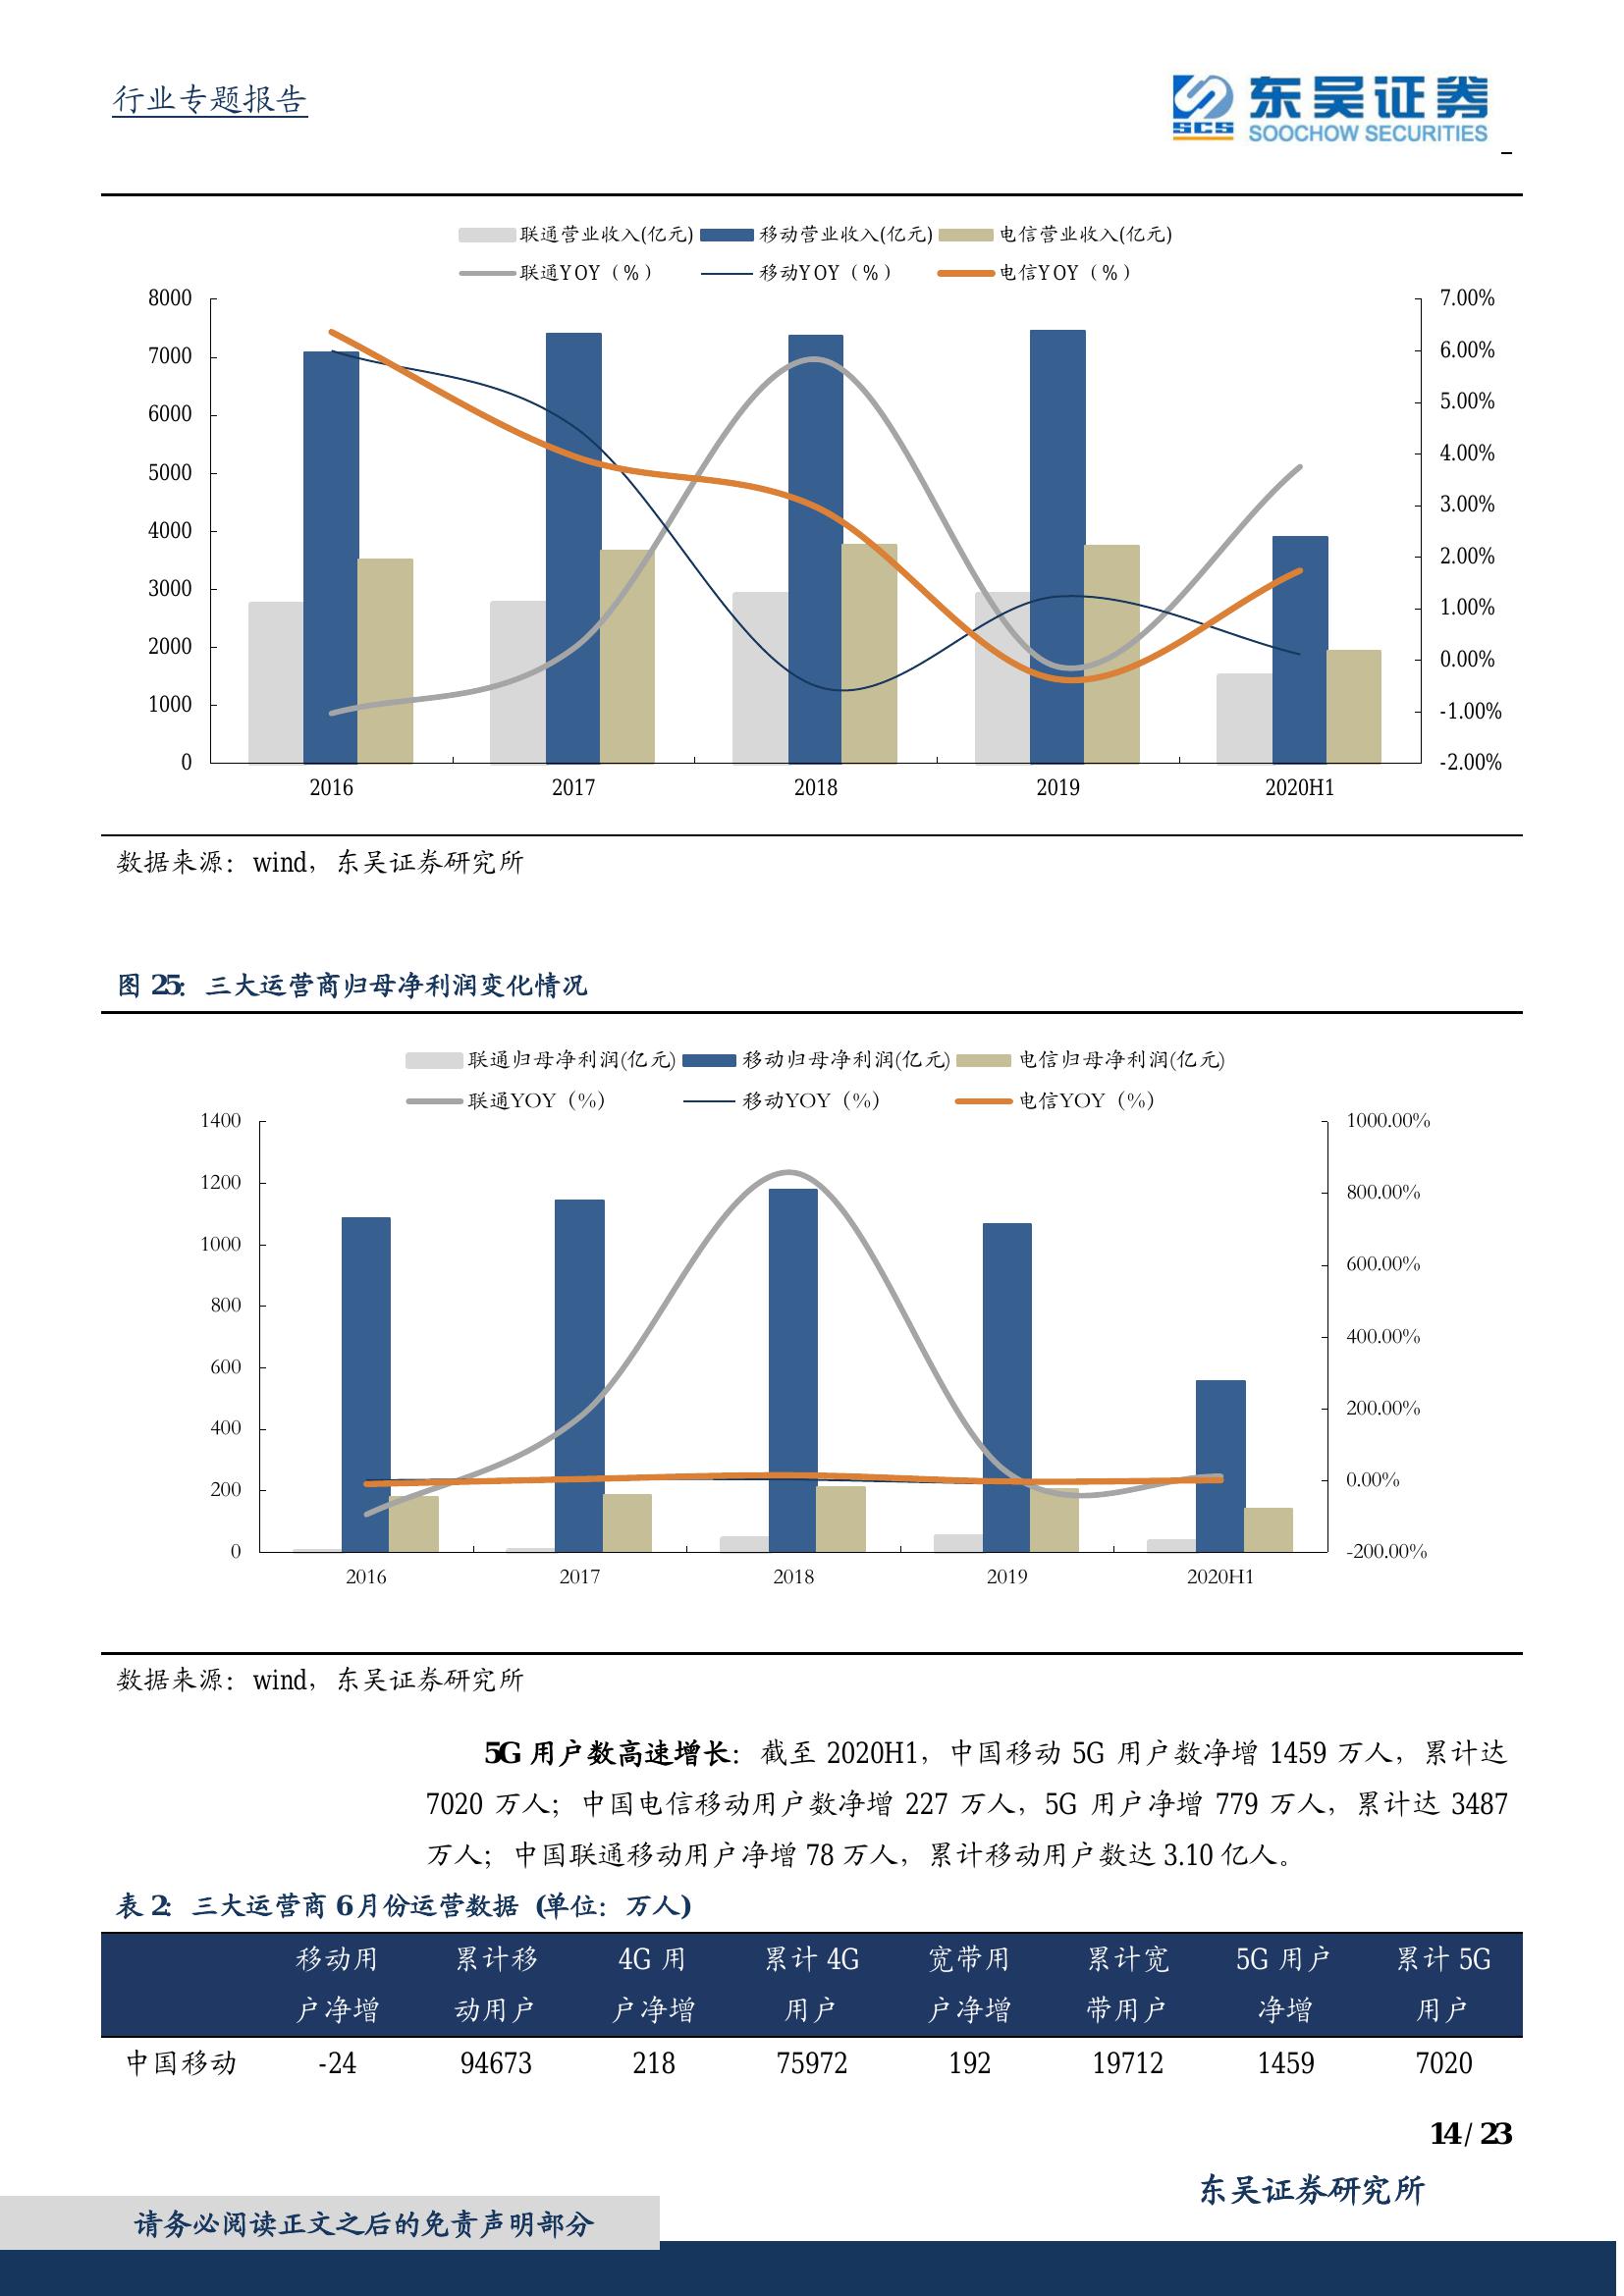 行业专题报告
SCS 东吴证券
SOOCHOW SECURITIES
联通营业收入(亿元) 移动营业收入(亿元) 电信营业收入(亿元)
联通YOY（%） 移动YOY（%） 电信YOY（%）
8000 7.00%
7000 6.00%
6000 5.00%
5000 4.00%
4000 3.00%
3000 2.00%
2000 1.00%
1000 0.00%
0 -1.00%
-2.00%
2016 2017 2018 2019 2020H1
数据来源：wind，东吴证券研究所
图 25：三大运营商归母净利润变化情况
联通归母净利润(亿元) 移动归母净利润(亿元) 电信归母净利润(亿元)
联通YOY（%） 移动YOY（%） 电信YOY（%）
1400 1000.00%
1200 800.00%
1000 600.00%
800 400.00%
600 200.00%
400 0.00%
200 -200.00%
0
2016 2017 2018 2019 2020H1
数据来源：wind，东吴证券研究所
5G 用户数高速增长：截至 2020H1，中国移动 5G 用户数净增 1459 万人，累计达
7020 万人；中国电信移动用户数净增 227 万人，5G 用户净增 779 万人，累计达 3487
万人；中国联通移动用户净增 78 万人，累计移动用户数达 3.10 亿人。
表 2：三大运营商 6 月份运营数据（单位：万人）
移动用 累计移 4G 用 累计 4G 宽带用 累计宽 5G 用户 累计 5G
户净增 动用户 户净增 用户 户净增 带用户 净增 用户
中国移动 -24 94673 218 75972 192 19712 1459 7020
14 / 23
东吴证券研究所
请务必阅读正文之后的免责声明部分